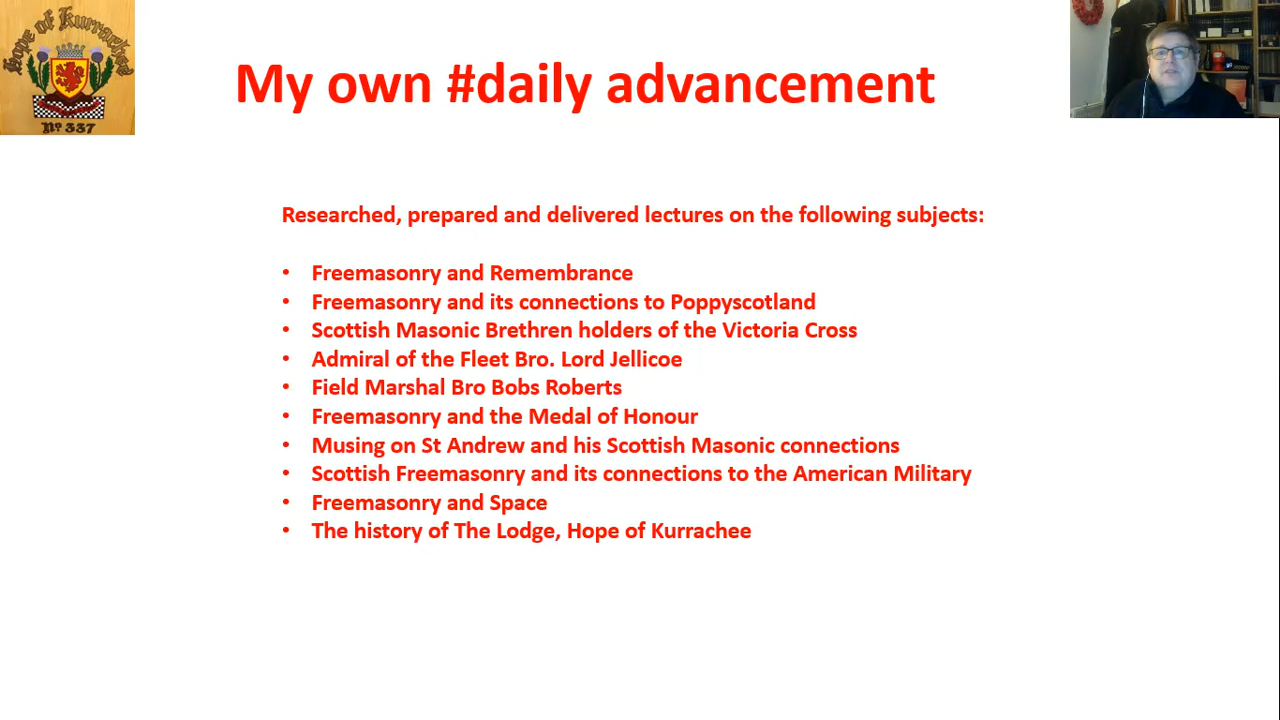 Hope of Kurrachee
No 337
My own #daily advancement
Researched, prepared and delivered lectures on the following subjects:
• Freemasonry and Remembrance
• Freemasonry and its connections to Poppyscotland
• Scottish Masonic Brethren holders of the Victoria Cross
• Admiral of the Fleet Bro. Lord Jellicoe
• Field Marshal Bro Bobs Roberts
• Freemasonry and the Medal of Honour
• Musing on St Andrew and his Scottish Masonic connections
• Scottish Freemasonry and its connections to the American Military
• Freemasonry and Space
• The history of The Lodge, Hope of Kurrachee